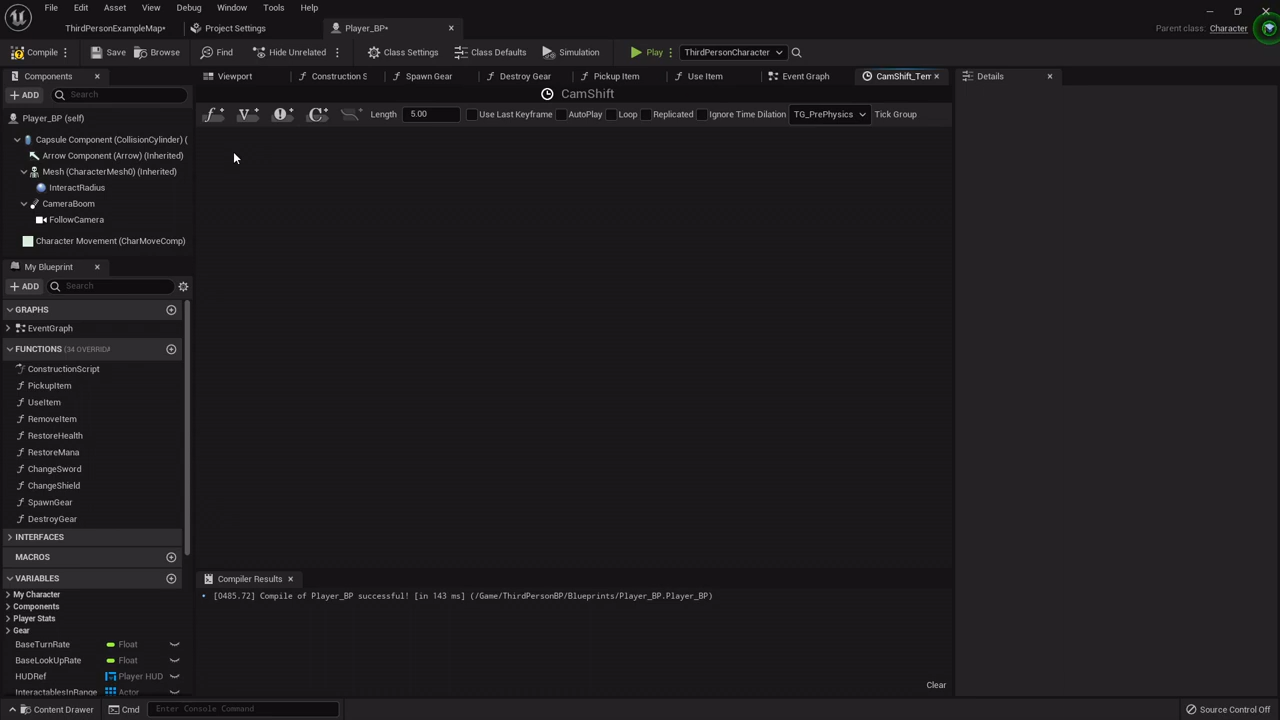 File Edit Asset View Debug Window Tools Help
ThirdPersonExampleMap* Project Settings Player_BP*
Parent class: Character
Compile Save Browse Find Hide Unrelated Class Settings Class Defaults Simulation Play ThirdPersonCharacter
Components Viewport Construction S Spawn Gear Destroy Gear Pickup Item Use Item Event Graph CamShift_Tem Details
ADD Search
CamShift
Length 5.00 Use Last Keyframe AutoPlay Loop Replicated Ignore Time Dilation TG_PrePhysics Tick Group
Player_BP (self)
Capsule Component (CollisionCylinder) (
Arrow Component (Arrow) (Inherited)
Mesh (CharacterMesh0) (Inherited)
InteractRadius
CameraBoom
FollowCamera
Character Movement (CharMoveComp)
My Blueprint
ADD Search
GRAPHS
EventGraph
FUNCTIONS (34 OVERRIDA
ConstructionScript
PickupItem
UseItem
RemoveItem
RestoreHealth
RestoreMana
ChangeSword
ChangeShield
SpawnGear
DestroyGear
INTERFACES
MACROS
VARIABLES
My Character
Components
Player Stats
Gear
BaseTurnRate Float
BaseLookUpRate Float
HUDRef Player HUD
InteractablesInRange Actor
Compiler Results
[0485.72] Compile of Player_BP successful! [in 143 ms] (/Game/ThirdPersonBP/Blueprints/Player_BP.Player_BP)
Clear
Content Drawer Cmd Enter Console Command Source Control Off